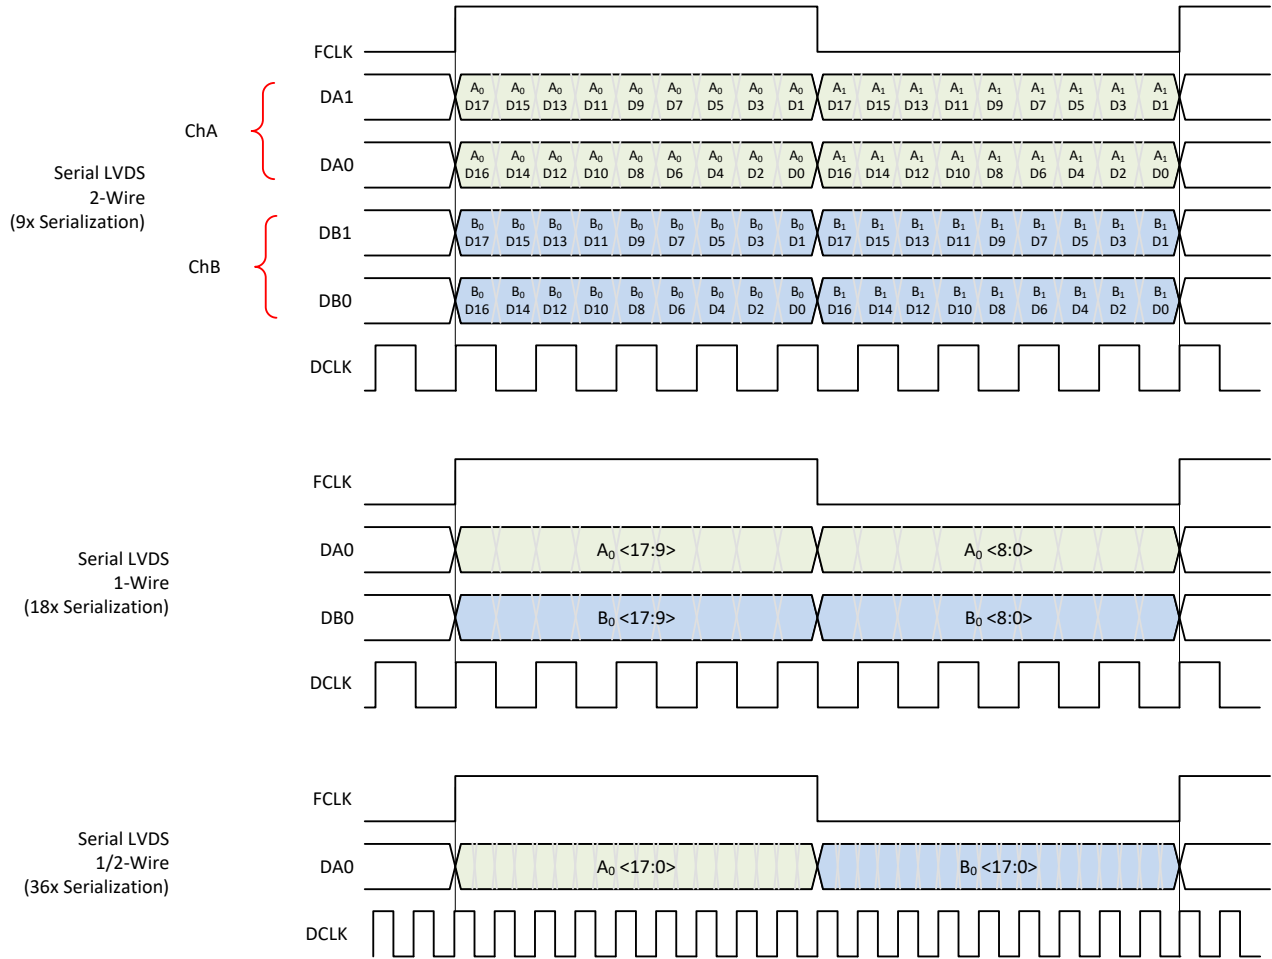 FCLK
DA1
A0 A0 A0 A0 A0 A0 A0 A0 A0 A1 A1 A1 A1 A1 A1 A1 A1 A1
D17 D15 D13 D11 D9 D7 D5 D3 D1 D17 D15 D13 D11 D9 D7 D5 D3 D1
ChA
DA0
A0 A0 A0 A0 A0 A0 A0 A0 A0 A1 A1 A1 A1 A1 A1 A1 A1 A1
D16 D14 D12 D10 D8 D6 D4 D2 D0 D16 D14 D12 D10 D8 D6 D4 D2 D0
Serial LVDS
2-Wire
(9x Serialization)
DB1
B0 B0 B0 B0 B0 B0 B0 B0 B0 B1 B1 B1 B1 B1 B1 B1 B1 B1
D17 D15 D13 D11 D9 D7 D5 D3 D1 D17 D15 D13 D11 D9 D7 D5 D3 D1
ChB
DB0
B0 B0 B0 B0 B0 B0 B0 B0 B0 B1 B1 B1 B1 B1 B1 B1 B1 B1
D16 D14 D12 D10 D8 D6 D4 D2 D0 D16 D14 D12 D10 D8 D6 D4 D2 D0
DCLK
FCLK
Serial LVDS
1-Wire
(18x Serialization)
DA0 A0 <17:9> A0 <8:0>
DB0 B0 <17:9> B0 <8:0>
DCLK
FCLK
Serial LVDS
1/2-Wire
(36x Serialization)
DA0 A0 <17:0> B0 <17:0>
DCLK